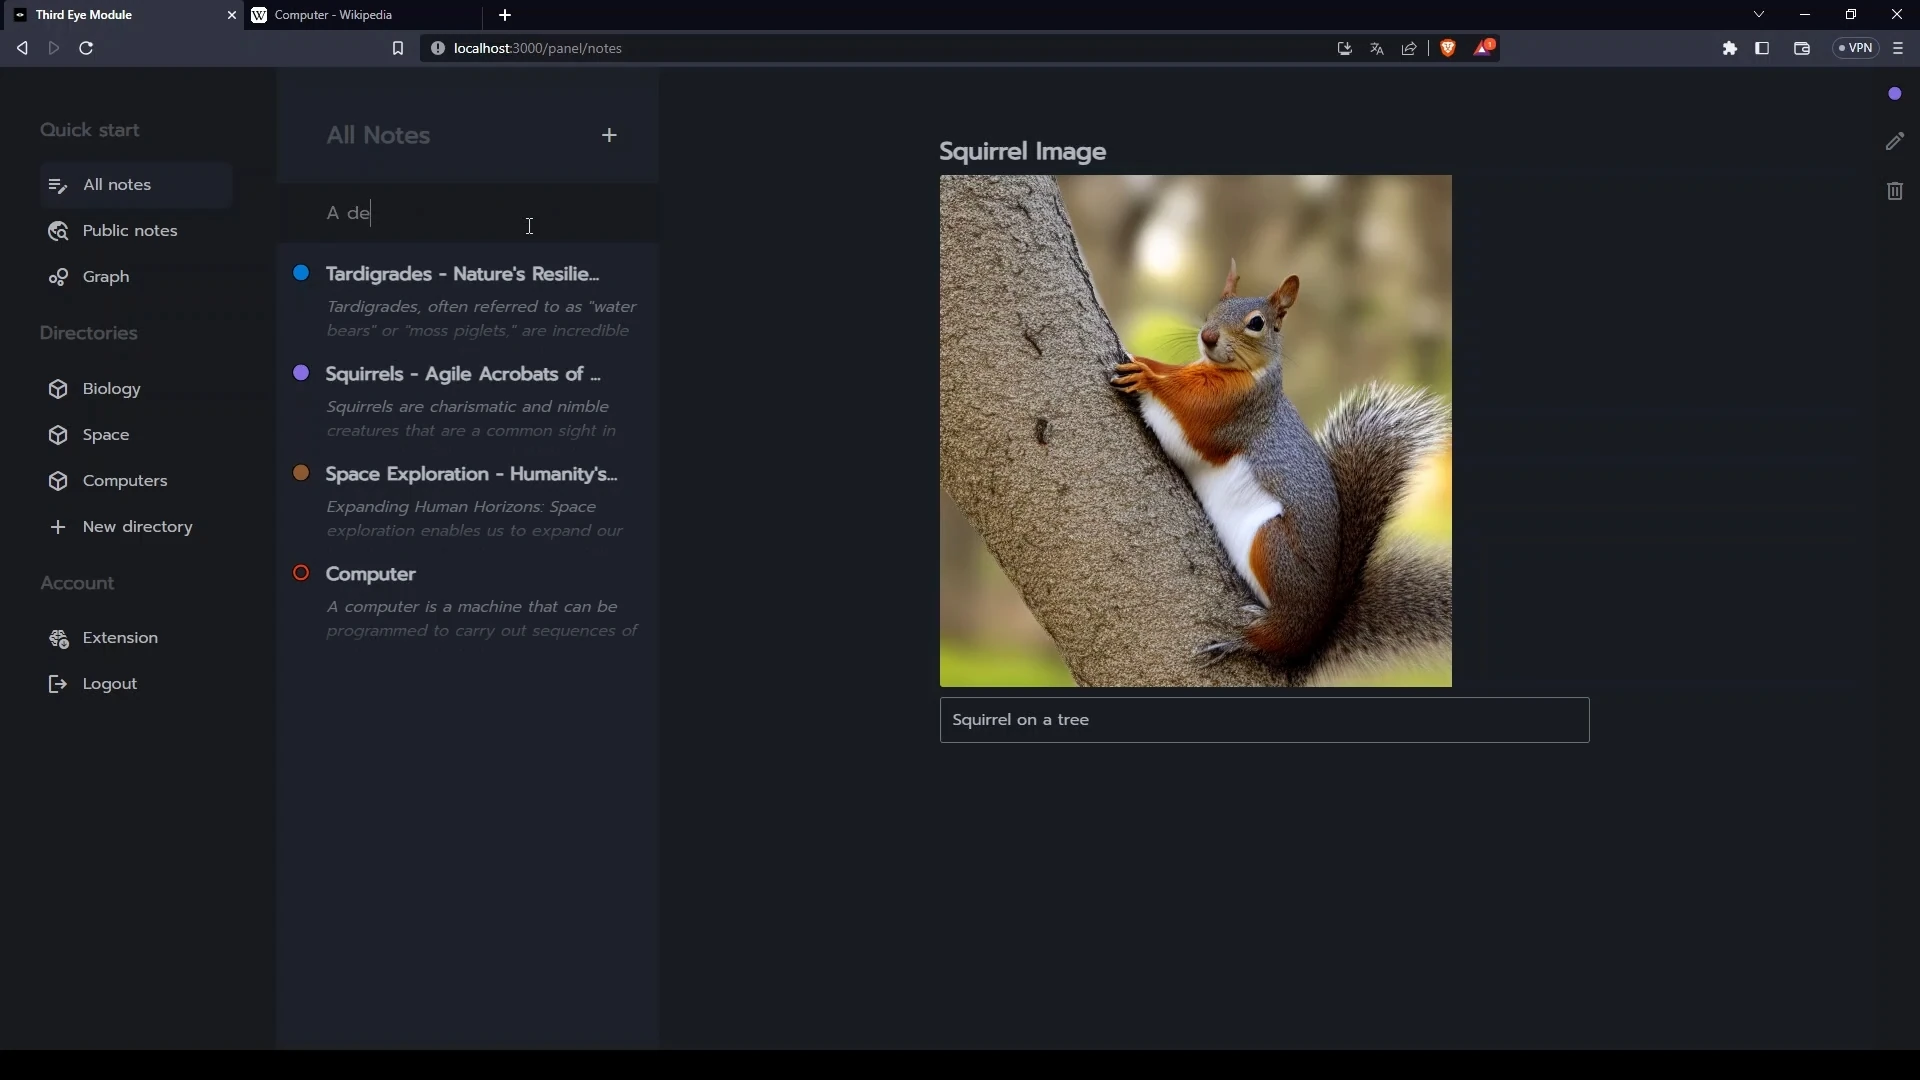 Third Eye Module
Computer - Wikipedia
localhost:3000/panel/notes
1
VPN
Quick start
All notes
Public notes
Graph
Directories
Biology
Space
Computers
New directory
Account
Extension
Logout
All Notes
A de
Tardigrades - Nature's Resilie...
Tardigrades, often referred to as "water
bears" or "moss piglets," are incredible
Squirrels - Agile Acrobats of ...
Squirrels are charismatic and nimble
creatures that are a common sight in
Space Exploration - Humanity's...
Expanding Human Horizons: Space
exploration enables us to expand our
Computer
A computer is a machine that can be
programmed to carry out sequences of
Squirrel Image
Squirrel on a tree